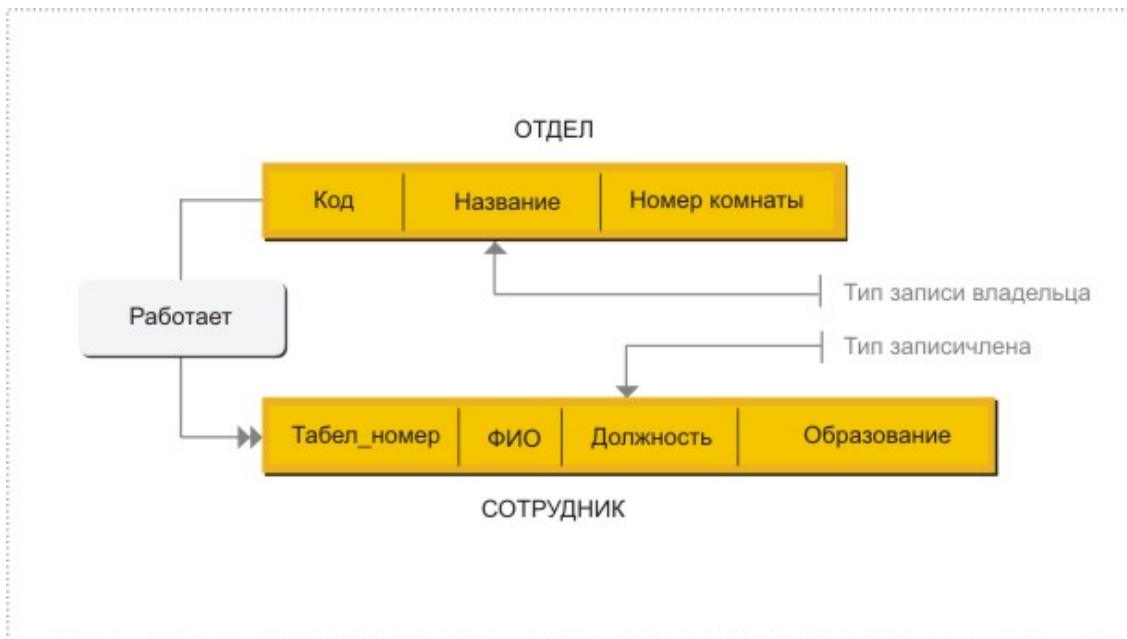 ОТДЕЛ
Код Название Номер комнаты
Тип записи владельца
Работает
Тип записичлена
Табел_номер ФИО Должность Образование
СОТРУДНИК